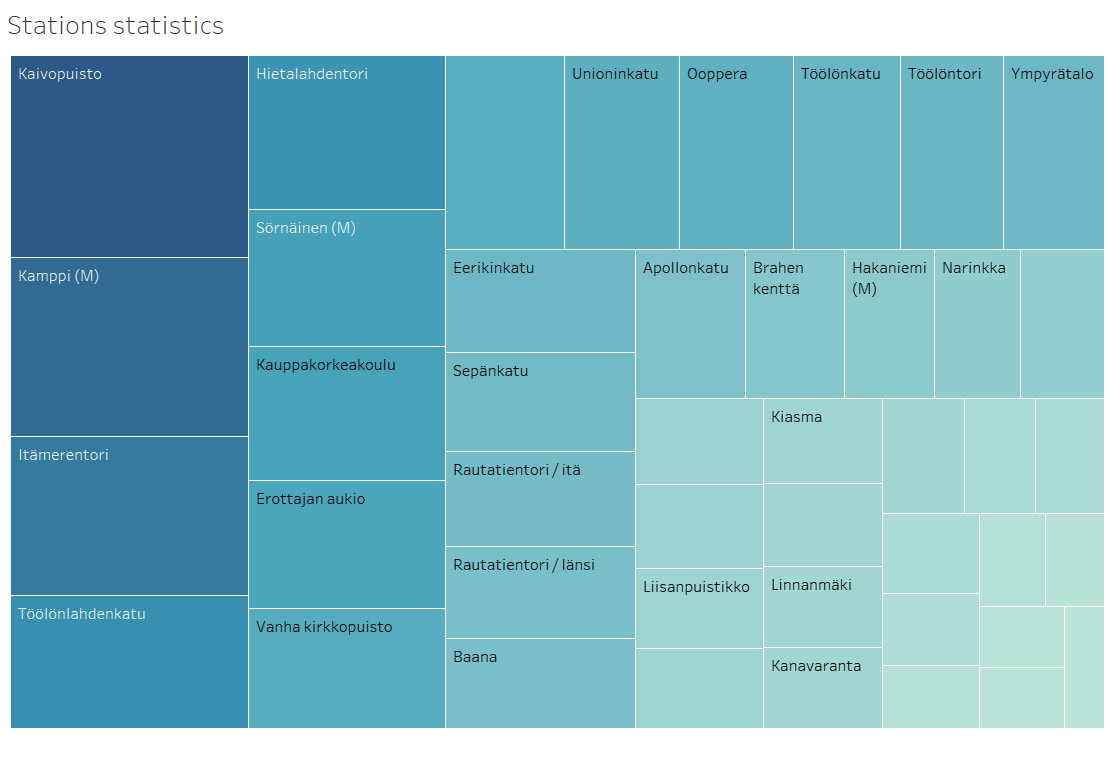 Stations statistics
Kaivopuisto
Kamppi (M)
Itämerentori
Töölönlahdenkatu
Hietalahdentori
Sörnäinen (M)
Kauppakorkeakoulu
Erottajan aukio
Vanha kirkkopuisto
Unioninkatu
Ooppera
Töölönkatu
Töölöntori
Ympyrätalo
Eerikinkatu
Sepänkatu
Rautatientori / itä
Rautatientori / länsi
Baana
Apollonkatu
Brahen
kenttä
Hakaniemi
(M)
Narinkka
Liisanpuistikko
Kiasma
Linnanmäki
Kanavaranta